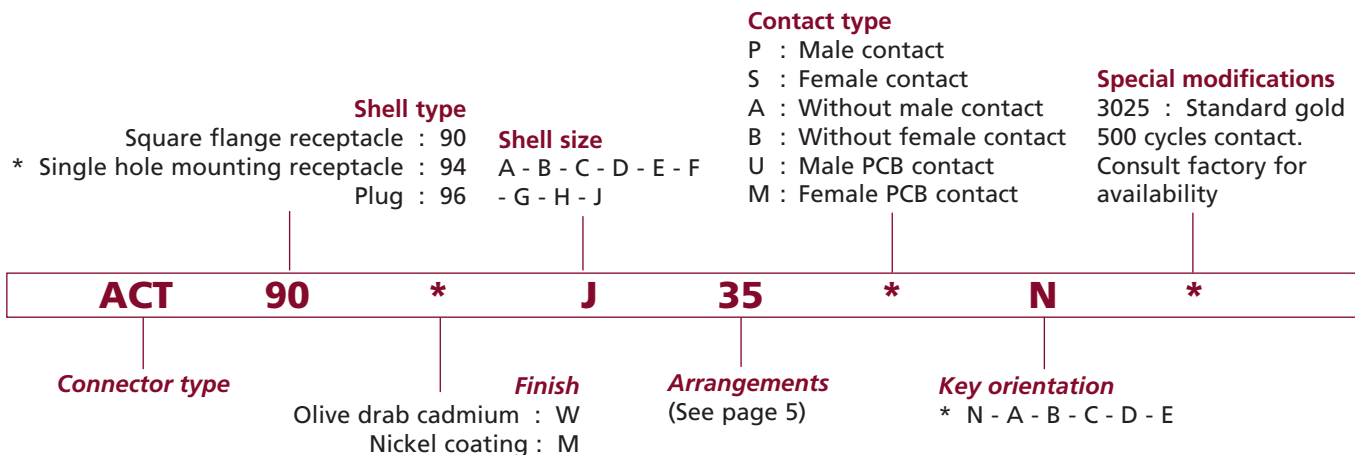 Contact type
P : Male contact
S : Female contact
A : Without male contact
B : Without female contact
U : Male PCB contact
M : Female PCB contact
Special modifications
3025 : Standard gold
500 cycles contact.
Consult factory for
availability
Shell type
Square flange receptacle : 90
* Single hole mounting receptacle : 94
Plug : 96
Shell size
A - B - C - D - E - F
- G - H - J
ACT 90 * J 35 * N *
Connector type
Finish
Olive drab cadmium : W
Nickel coating : M
Arrangements
(See page 5)
Key orientation
* N - A - B - C - D - E